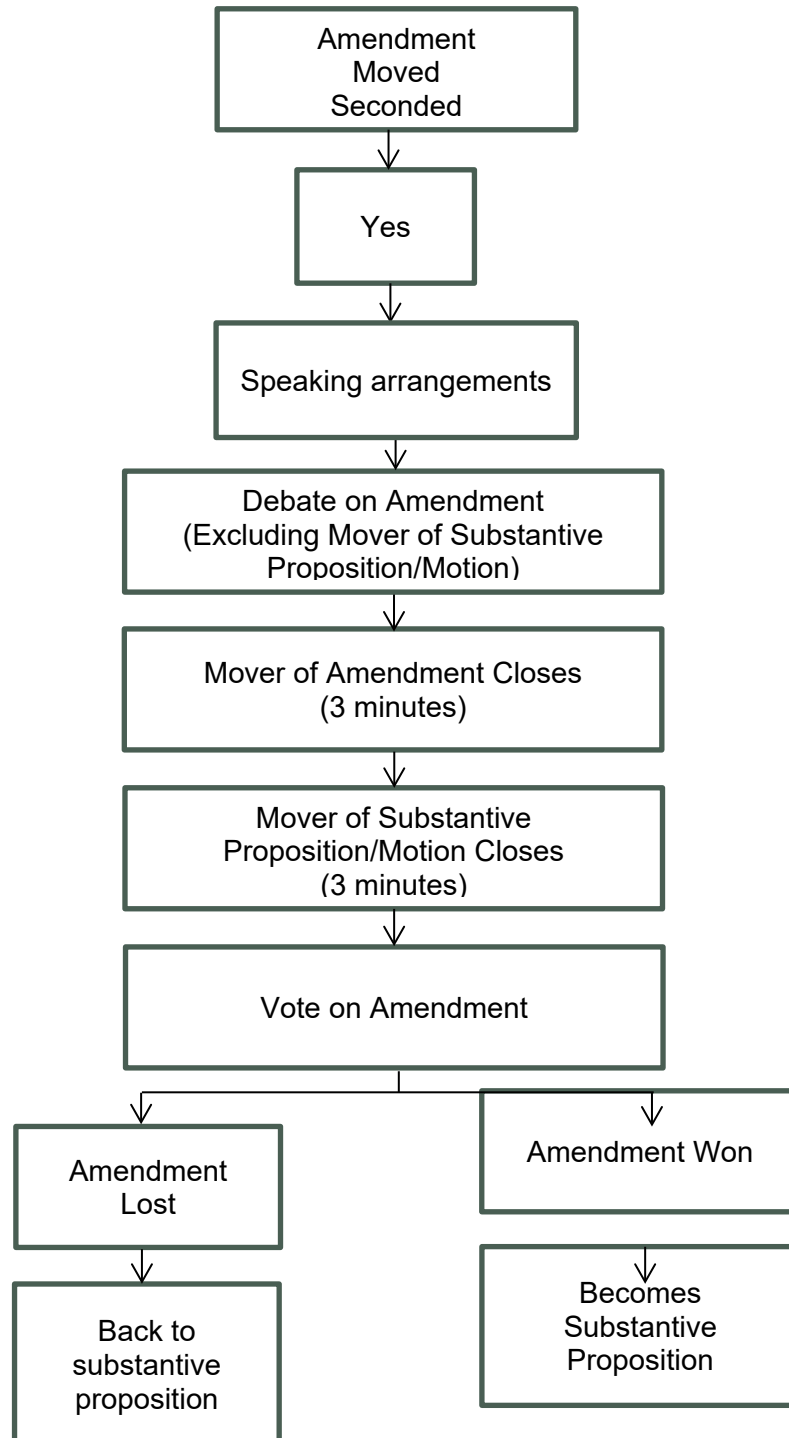 Amendment
Moved
Seconded
Yes
Speaking arrangements
Debate on Amendment
(Excluding Mover of Substantive
Proposition/Motion)
Mover of Amendment Closes
(3 minutes)
Mover of Substantive
Proposition/Motion Closes
(3 minutes)
Vote on Amendment
Amendment
Lost
Amendment Won
Back to
substantive
proposition
Becomes
Substantive
Proposition